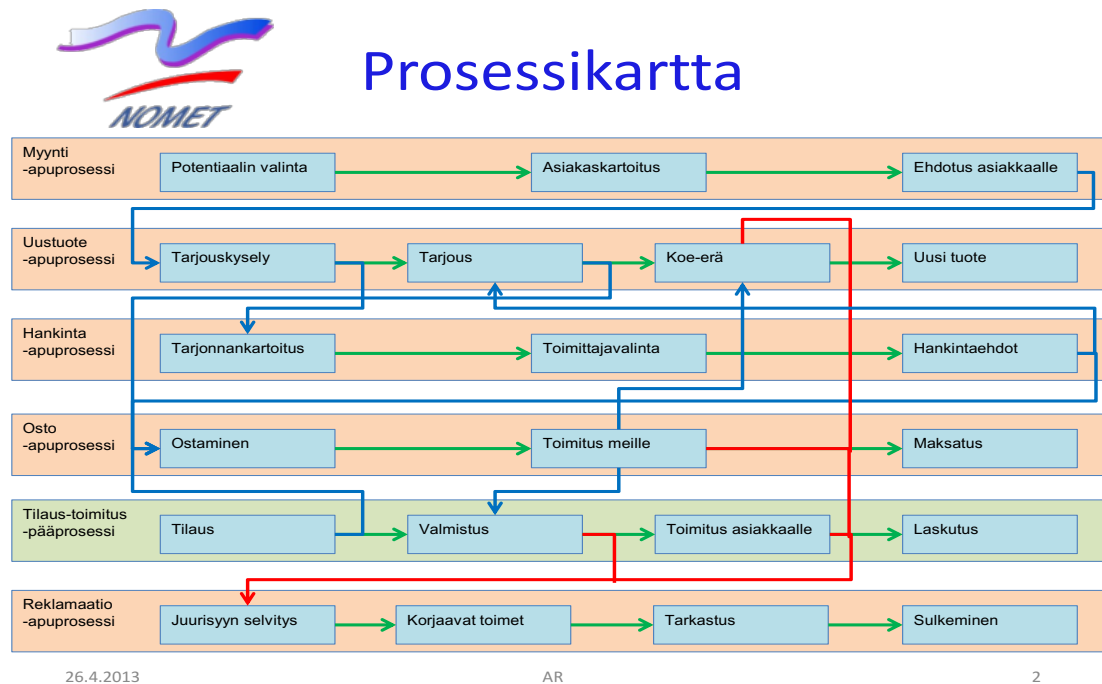 NOMET
Prosessikartta
Myynti
-apuprosessi
Potentiaalin valinta
Asiakaskartoitus
Ehdotus asiakkaalle
Uustuote
-apuprosessi
Tarjouskysely
Tarjous
Koe-erä
Uusi tuote
Hankinta
-apuprosessi
Tarjonnankartoitus
Toimittajavalinta
Hankintaehdot
Osto
-apuprosessi
Ostaminen
Toimitus meille
Maksatus
Tilaus-toimitus
-pääprosessi
Tilaus
Valmistus
Toimitus asiakkaalle
Laskutus
Reklamaatio
-apuprosessi
Juurisyyn selvitys
Korjaavat toimet
Tarkastus
Sulkeminen
26.4.2013
AR
2